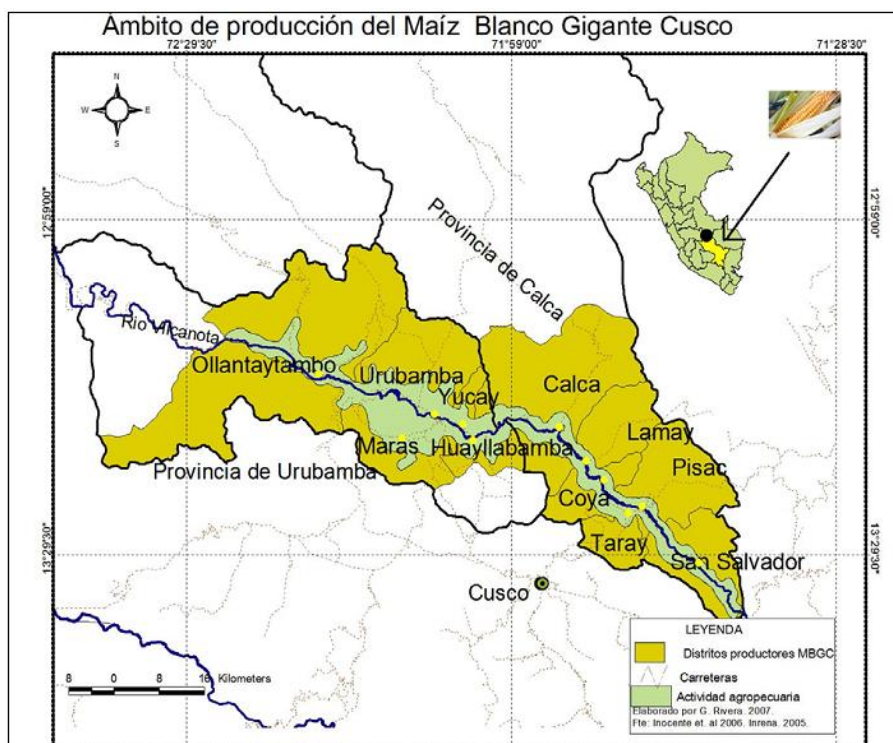 Ámbito de producción del Maíz Blanco Gigante Cusco
72°29'30"
71°59'00"
71°28'30"
N
W E
S
12°59'00"
12°59'00"
Provincia de Calca
Rio Vilcanota
Ollantaytambo
Urubamba
Yucay
Calca
Maras
Huayllabamba
Lamay
Pisac
Provincia de Urubamba
Coya
Taray
San Salvador
13°29'30"
13°29'30"
Cusco
LEYENDA
Distritos productores MBGC
Carreteras
Actividad agropecuaria
Elaborado por G. Rivera. 2007.
Fte: Inocente et. al 2006. Inrena. 2005.
8 0 8 16 Kilometers